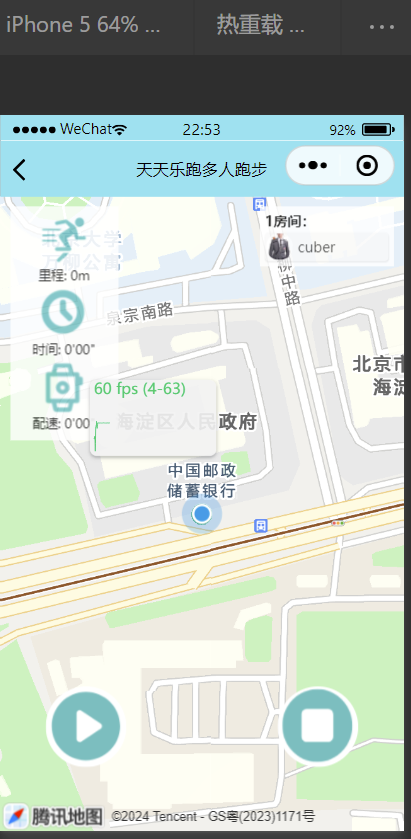 iPhone 5 64% ...
热重载 ...
WeChat
22:53
92%
天天乐跑多人跑步
1房间:
cuber
万柳公寓
里程: 0m
柳中路
泉宗南路
时间: 0'00"
北京市
海淀
60 fps (4-63)
配速: 0'00
海淀区人民政府
中国邮政
储蓄银行
腾讯地图
©2024 Tencent - GS粤(2023)1171号